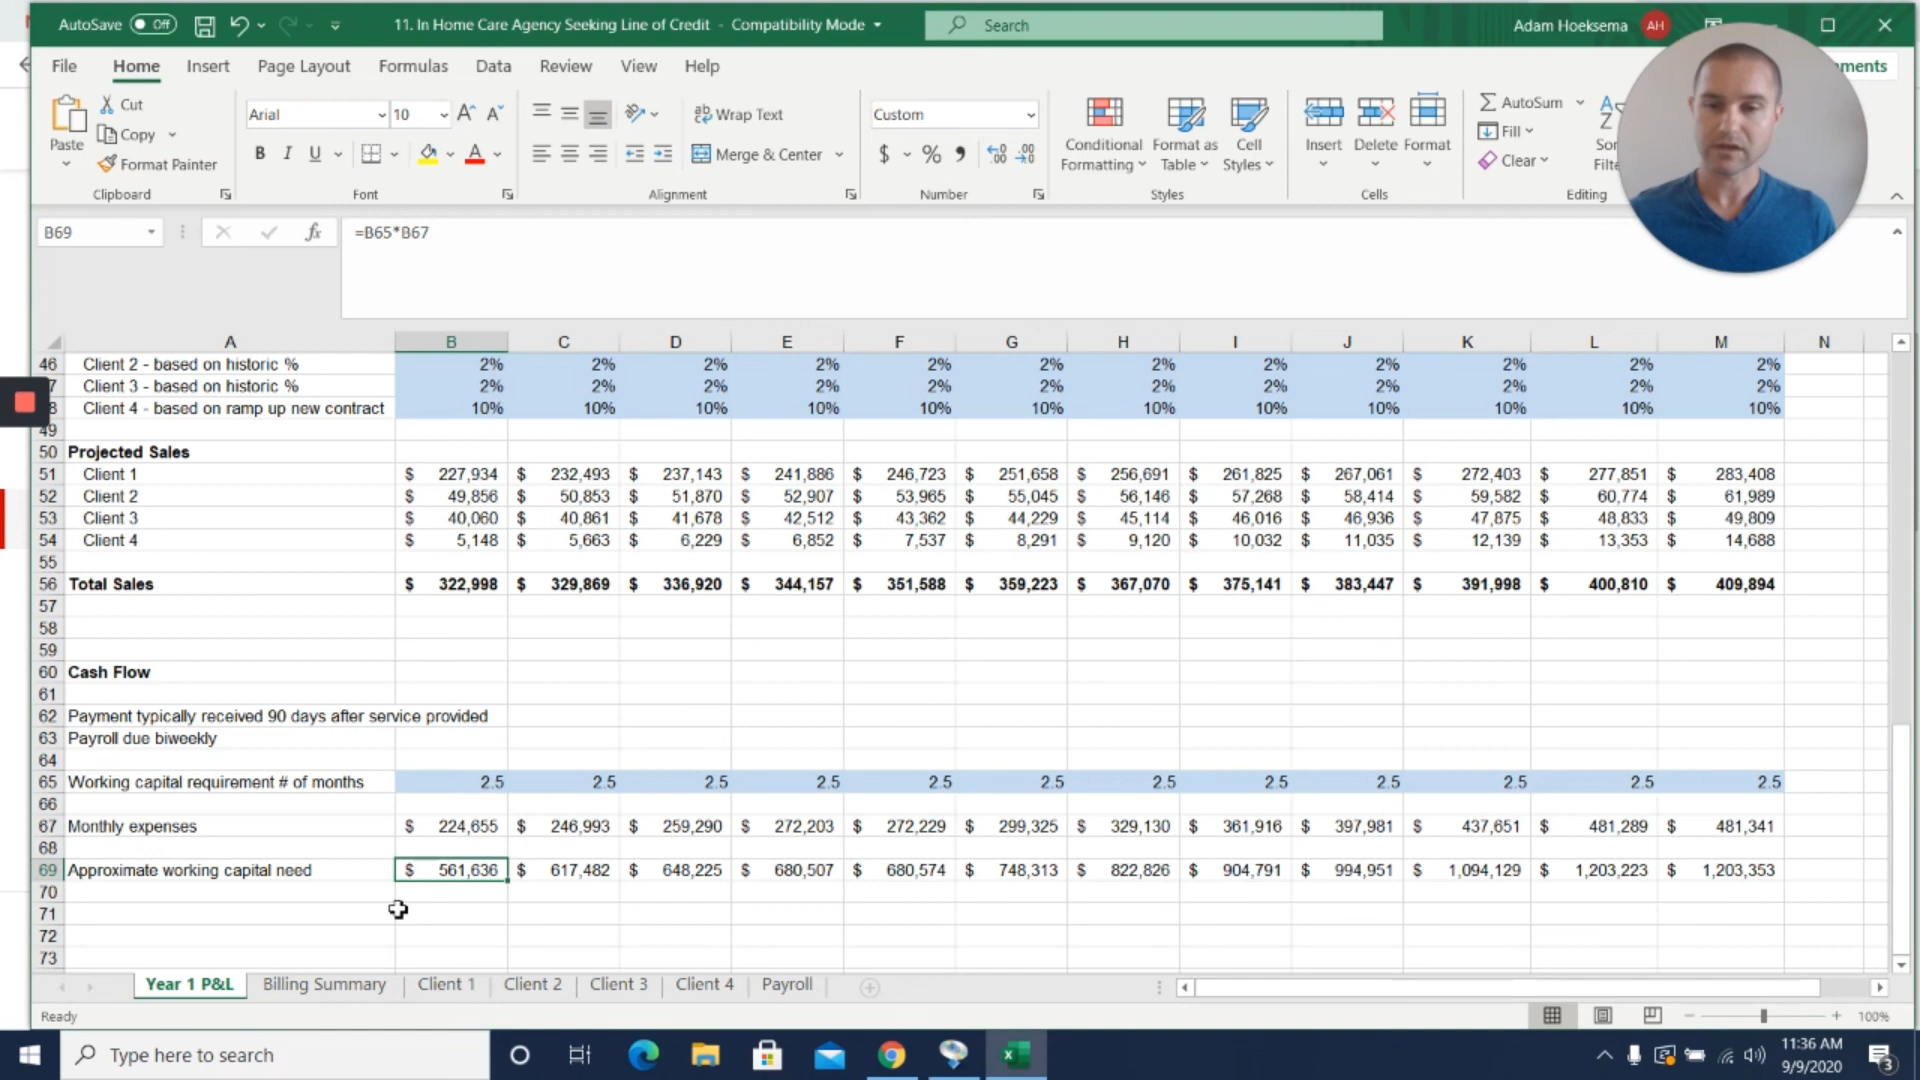 AutoSave Off 11. In Home Care Agency Seeking Line of Credit - Compatibility Mode Search Adam Hoeksema AH
File Home Insert Page Layout Formulas Data Review View Help ments
Cut Arial 10 Wrap Text Custom AutoSum
Copy Conditional Format as Cell Insert Delete Format Fill
Paste Format Painter B I U Merge & Center $ % Formatting Table Styles Clear
Clipboard Font Alignment Number Styles Cells Editing
B69 fx =B65*B67
A B C D E F G H I J K L M N
46 Client 2 - based on historic % 2% 2% 2% 2% 2% 2% 2% 2% 2% 2% 2% 2%
7 Client 3 - based on historic % 2% 2% 2% 2% 2% 2% 2% 2% 2% 2% 2% 2%
8 Client 4 - based on ramp up new contract 10% 10% 10% 10% 10% 10% 10% 10% 10% 10% 10% 10%
49
50 Projected Sales
51 Client 1 $ 227,934 $ 232,493 $ 237,143 $ 241,886 $ 246,723 $ 251,658 $ 256,691 $ 261,825 $ 267,061 $ 272,403 $ 277,851 $ 283,408
52 Client 2 $ 49,856 $ 50,853 $ 51,870 $ 52,907 $ 53,965 $ 55,045 $ 56,146 $ 57,268 $ 58,414 $ 59,582 $ 60,774 $ 61,989
53 Client 3 $ 40,060 $ 40,861 $ 41,678 $ 42,512 $ 43,362 $ 44,229 $ 45,114 $ 46,016 $ 46,936 $ 47,875 $ 48,833 $ 49,809
54 Client 4 $ 5,148 $ 5,663 $ 6,229 $ 6,852 $ 7,537 $ 8,291 $ 9,120 $ 10,032 $ 11,035 $ 12,139 $ 13,353 $ 14,688
55
56 Total Sales $ 322,998 $ 329,869 $ 336,920 $ 344,157 $ 351,588 $ 359,223 $ 367,070 $ 375,141 $ 383,447 $ 391,998 $ 400,810 $ 409,894
57
58
59
60 Cash Flow
61
62 Payment typically received 90 days after service provided
63 Payroll due biweekly
64
65 Working capital requirement # of months 2.5 2.5 2.5 2.5 2.5 2.5 2.5 2.5 2.5 2.5 2.5 2.5
66
67 Monthly expenses $ 224,655 $ 246,993 $ 259,290 $ 272,203 $ 272,229 $ 299,325 $ 329,130 $ 361,916 $ 397,981 $ 437,651 $ 481,289 $ 481,341
68
69 Approximate working capital need $ 561,636 $ 617,482 $ 648,225 $ 680,507 $ 680,574 $ 748,313 $ 822,826 $ 904,791 $ 994,951 $ 1,094,129 $ 1,203,223 $ 1,203,353
70
71
72
73
Year 1 P&L Billing Summary Client 1 Client 2 Client 3 Client 4 Payroll
Ready 100%
Type here to search 11:36 AM
9/9/2020 3